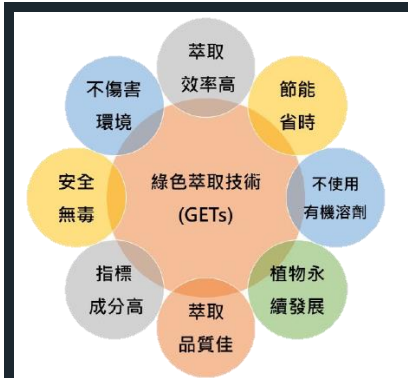 萃取
效率高
節能
省時
不使用
有機溶劑
植物永
續發展
萃取
品質佳
指標
成分高
安全
無毒
不傷害
環境
綠色萃取技術
(GETs)